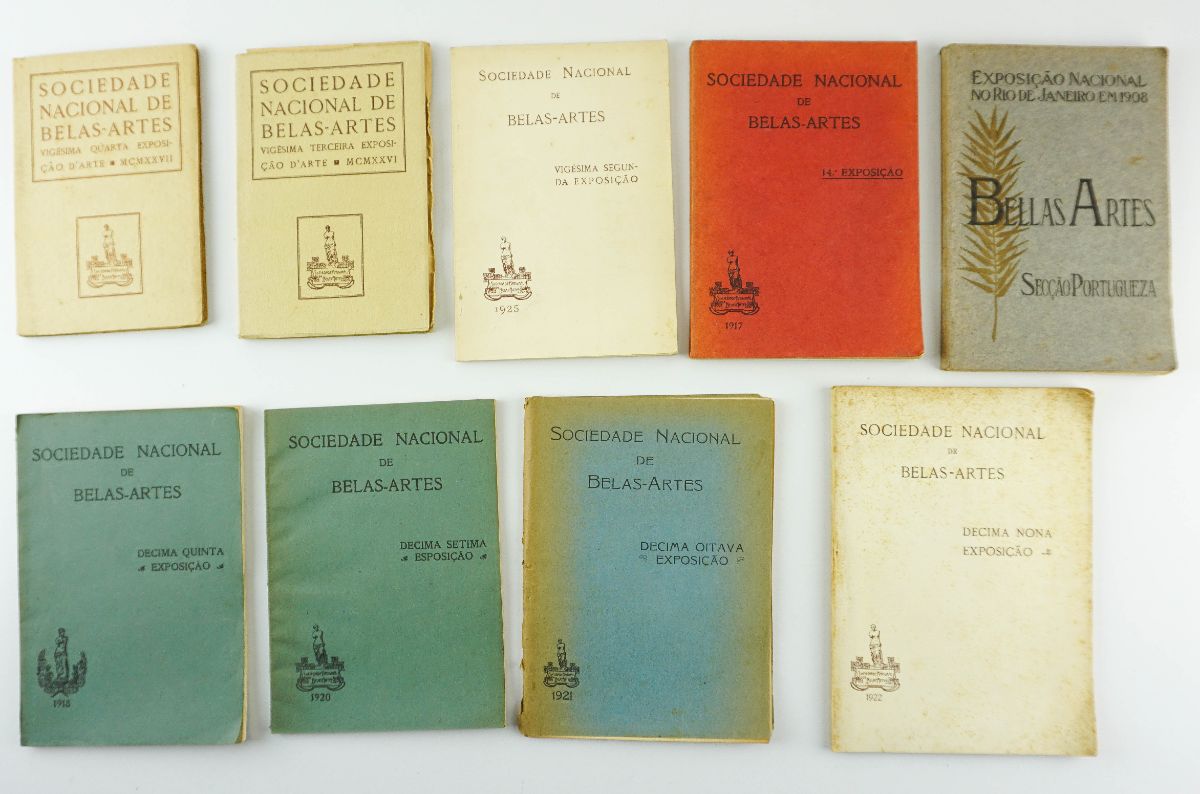 SOCIEDADE
NACIONAL DE
BELAS-ARTES
VIGÉSIMA QUARTA EXPOSI-
ÇÃO D'ARTE ▪ MCMXXVII
SOCIEDADE
NACIONAL DE
BELAS-ARTES
VIGÉSIMA TERCEIRA EXPOSI-
ÇÃO D'ARTE ▪ MCMXXVI
SOCIEDADE NACIONAL
DE
BELAS-ARTES
VIGÉSIMA SEGUN-
DA EXPOSIÇÃO
1925
SOCIEDADE NACIONAL
DE
BELAS-ARTES
14.ª EXPOSIÇÃO
1917
EXPOSIÇÃO NACIONAL
NO RIO DE JANEIRO EM 1908
BELLAS ARTES
SECÇÃO PORTUGUEZA
SOCIEDADE NACIONAL
DE
BELAS-ARTES
DECIMA QUINTA
EXPOSIÇÃO
1918
SOCIEDADE NACIONAL
DE
BELAS-ARTES
DECIMA SETIMA
ESPOSIÇÃO
1920
SOCIEDADE NACIONAL
DE
BELAS-ARTES
DECIMA OITAVA
EXPOSIÇÃO
1921
SOCIEDADE NACIONAL
DE
BELAS-ARTES
DECIMA NONA
EXPOSIÇÃO
1922